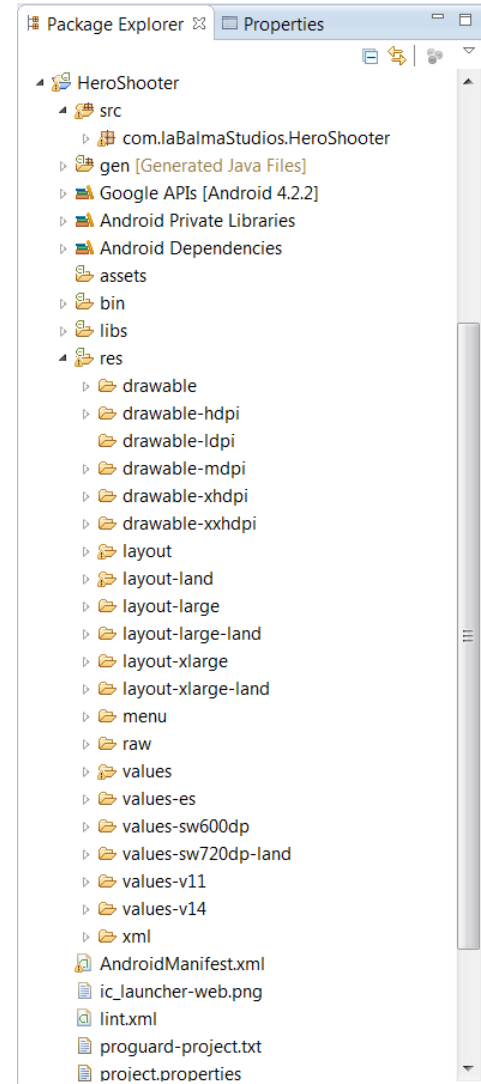 Package Explorer Properties
HeroShooter
src
com.laBalmaStudios.HeroShooter
gen [Generated Java Files]
Google APIs [Android 4.2.2]
Android Private Libraries
Android Dependencies
assets
bin
libs
res
drawable
drawable-hdpi
drawable-ldpi
drawable-mdpi
drawable-xhdpi
drawable-xxhdpi
layout
layout-land
layout-large
layout-large-land
layout-xlarge
layout-xlarge-land
menu
raw
values
values-es
values-sw600dp
values-sw720dp-land
values-v11
values-v14
xml
AndroidManifest.xml
ic_launcher-web.png
lint.xml
proguard-project.txt
project.properties